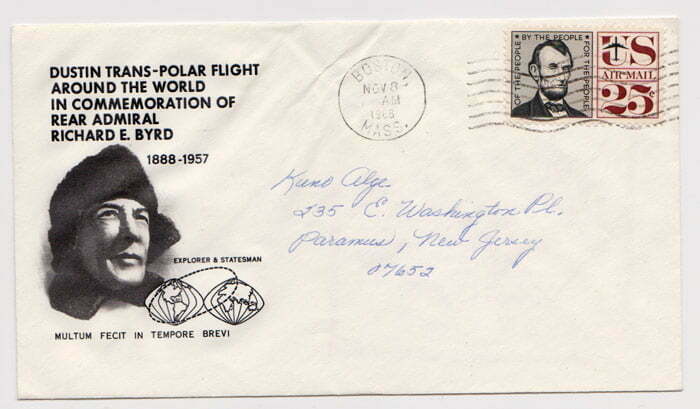 DUSTIN TRANS-POLAR FLIGHT
AROUND THE WORLD
IN COMMEMORATION OF
REAR ADMIRAL
RICHARD E. BYRD
1888-1957
EXPLORER & STATESMAN
MULTUM FECIT IN TEMPORE BREVI
BOSTON,
NOV 8
AM
MASS.
OF THE PEOPLE ★ BY THE PEOPLE ★ FOR THE PEOPLE
US
AIR MAIL
25¢
Kuno Alge
235 E. Washington Pl.
Paramus, New Jersey
07652